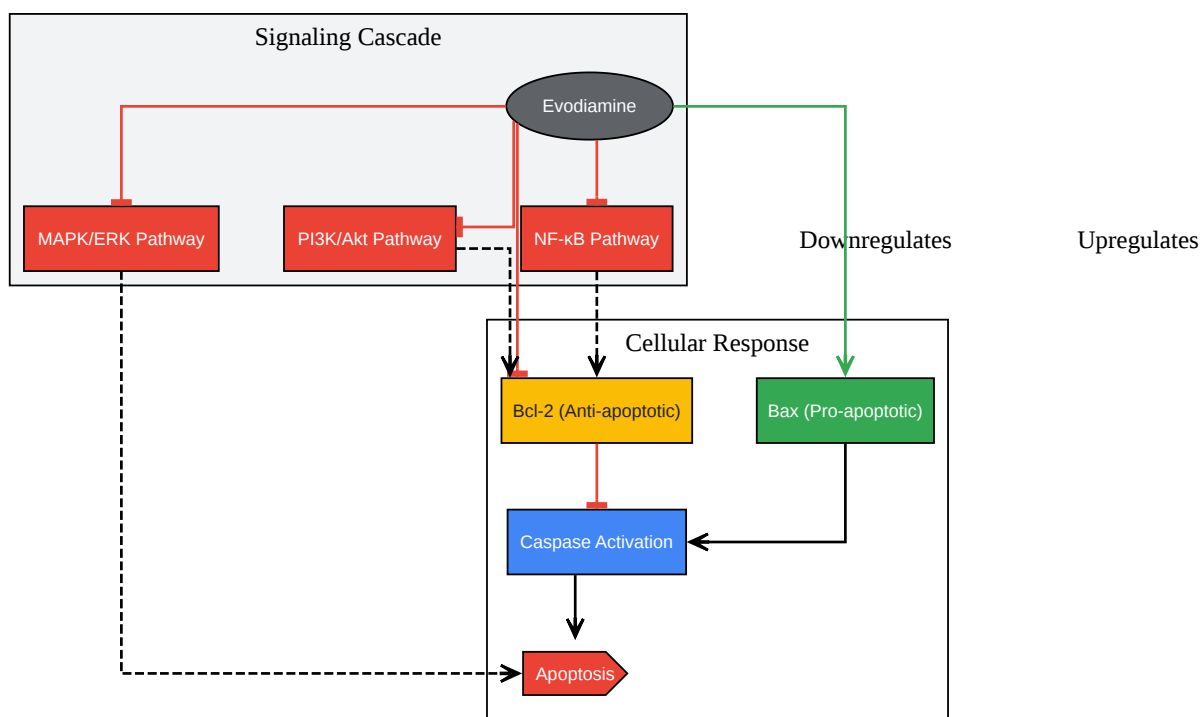 Signaling Cascade
Evodiamine
MAPK/ERK Pathway
PI3K/Akt Pathway
NF-κB Pathway
Downregulates
Upregulates
Cellular Response
Bcl-2 (Anti-apoptotic)
Bax (Pro-apoptotic)
Caspase Activation
Apoptosis